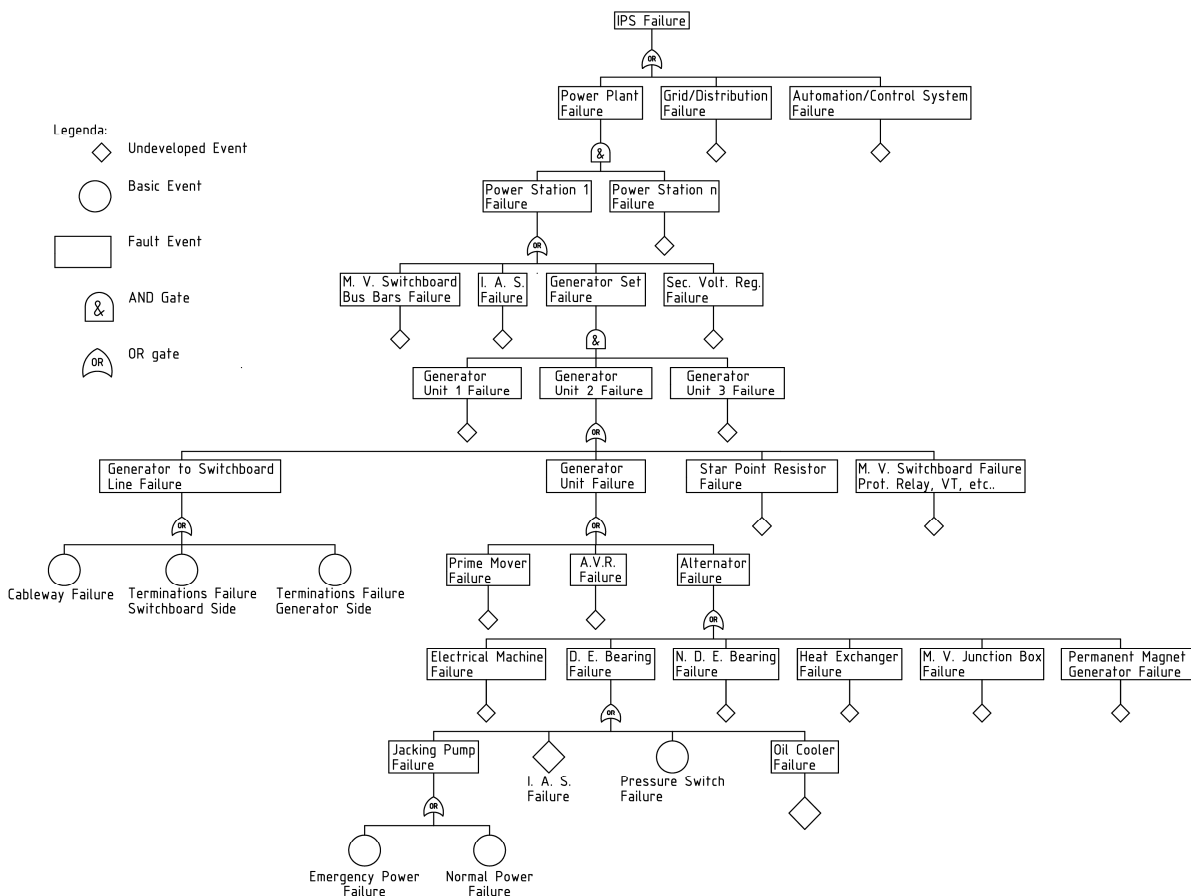 IPS Failure
OR
Power Plant
Failure
Grid/Distribution
Failure
Automation/Control System
Failure
Legenda:
Undeveloped Event
Basic Event
Fault Event
AND Gate
&
OR gate
OR
&
Power Station 1
Failure
Power Station n
Failure
OR
M. V. Switchboard
Bus Bars Failure
I. A. S.
Failure
Generator Set
Failure
Sec. Volt. Reg.
Failure
&
Generator
Unit 1 Failure
Generator
Unit 2 Failure
Generator
Unit 3 Failure
OR
Generator to Switchboard
Line Failure
Generator
Unit Failure
Star Point Resistor
Failure
M. V. Switchboard Failure
Prot. Relay, VT, etc..
OR
OR
Cableway Failure
Terminations Failure
Switchboard Side
Terminations Failure
Generator Side
Prime Mover
Failure
A.V.R.
Failure
Alternator
Failure
OR
Electrical Machine
Failure
D. E. Bearing
Failure
N. D. E. Bearing
Failure
Heat Exchanger
Failure
M. V. Junction Box
Failure
Permanent Magnet
Generator Failure
OR
Jacking Pump
Failure
I. A. S.
Failure
Pressure Switch
Failure
Oil Cooler
Failure
OR
Emergency Power
Failure
Normal Power
Failure